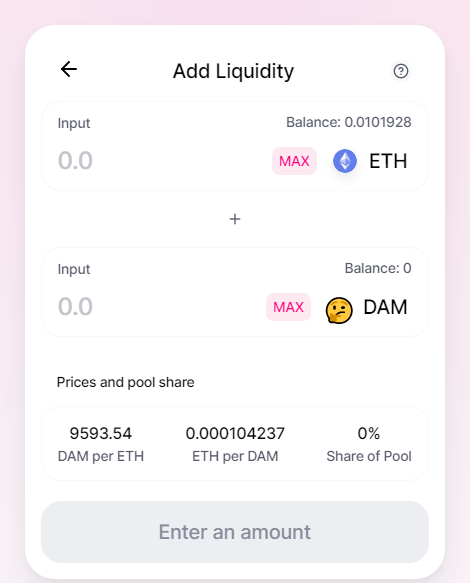 Add Liquidity
Input
Balance: 0.0101928
0.0
MAX
ETH
+
Input
Balance: 0
0.0
MAX
DAM
Prices and pool share
9593.54
0.000104237
0%
DAM per ETH
ETH per DAM
Share of Pool
Enter an amount